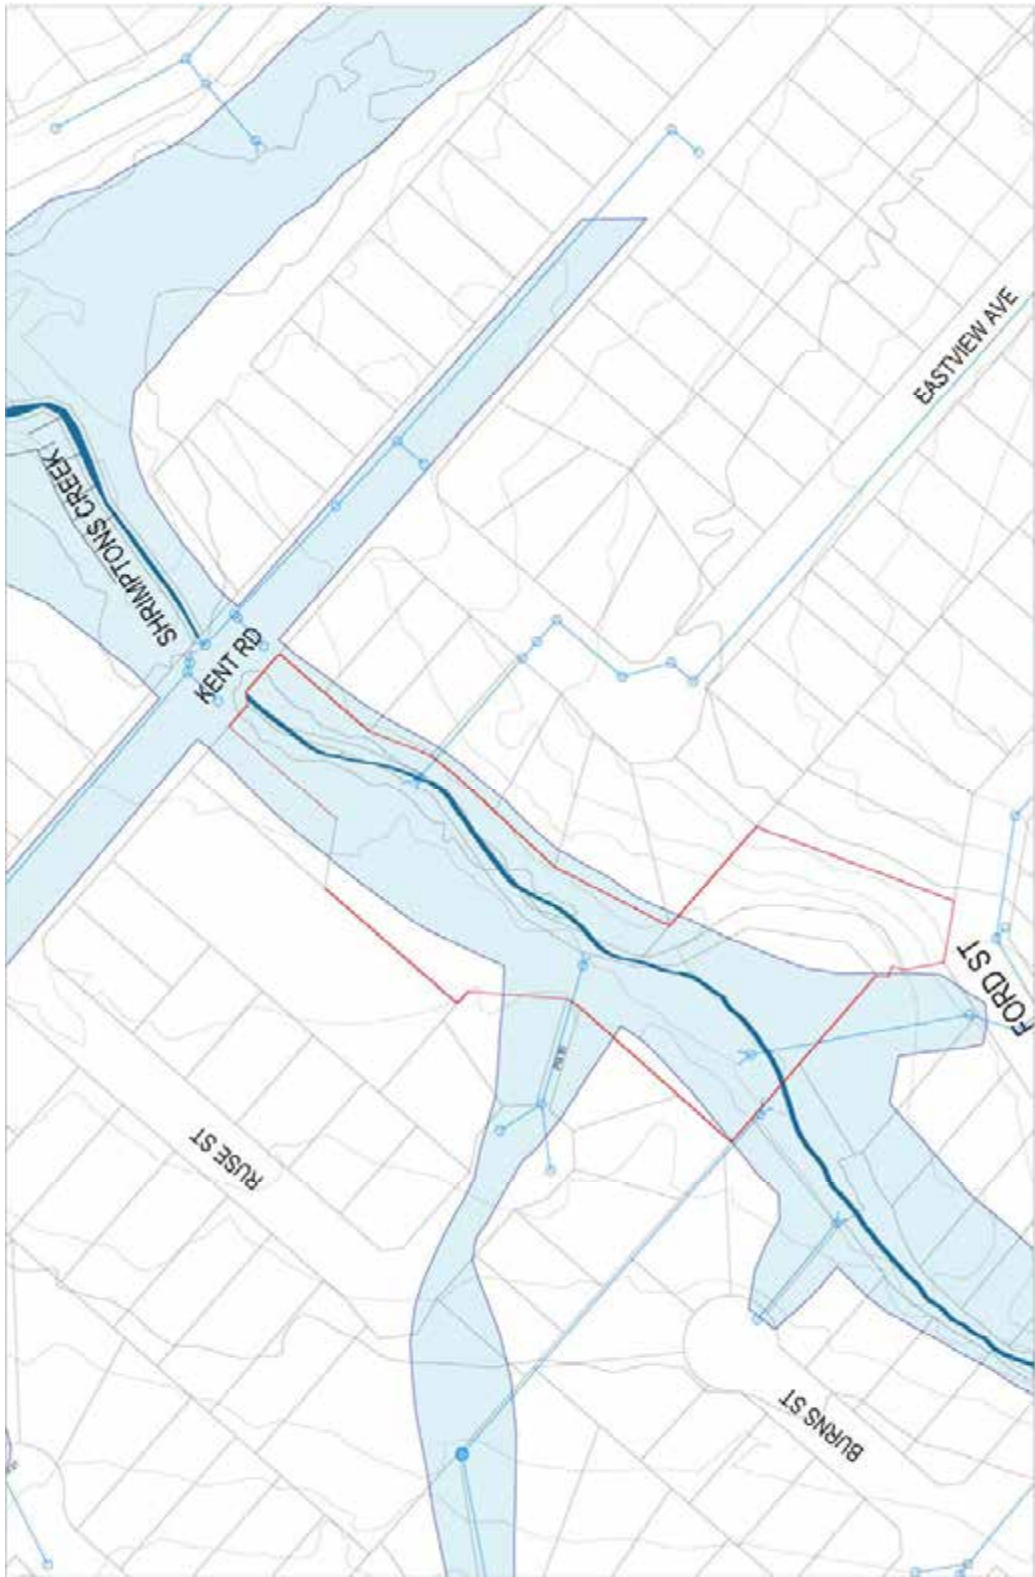 EASTVIEW AVE
SHRIMPTONS CREEK
KENT RD
FORD ST
RUSE ST
BURNS ST